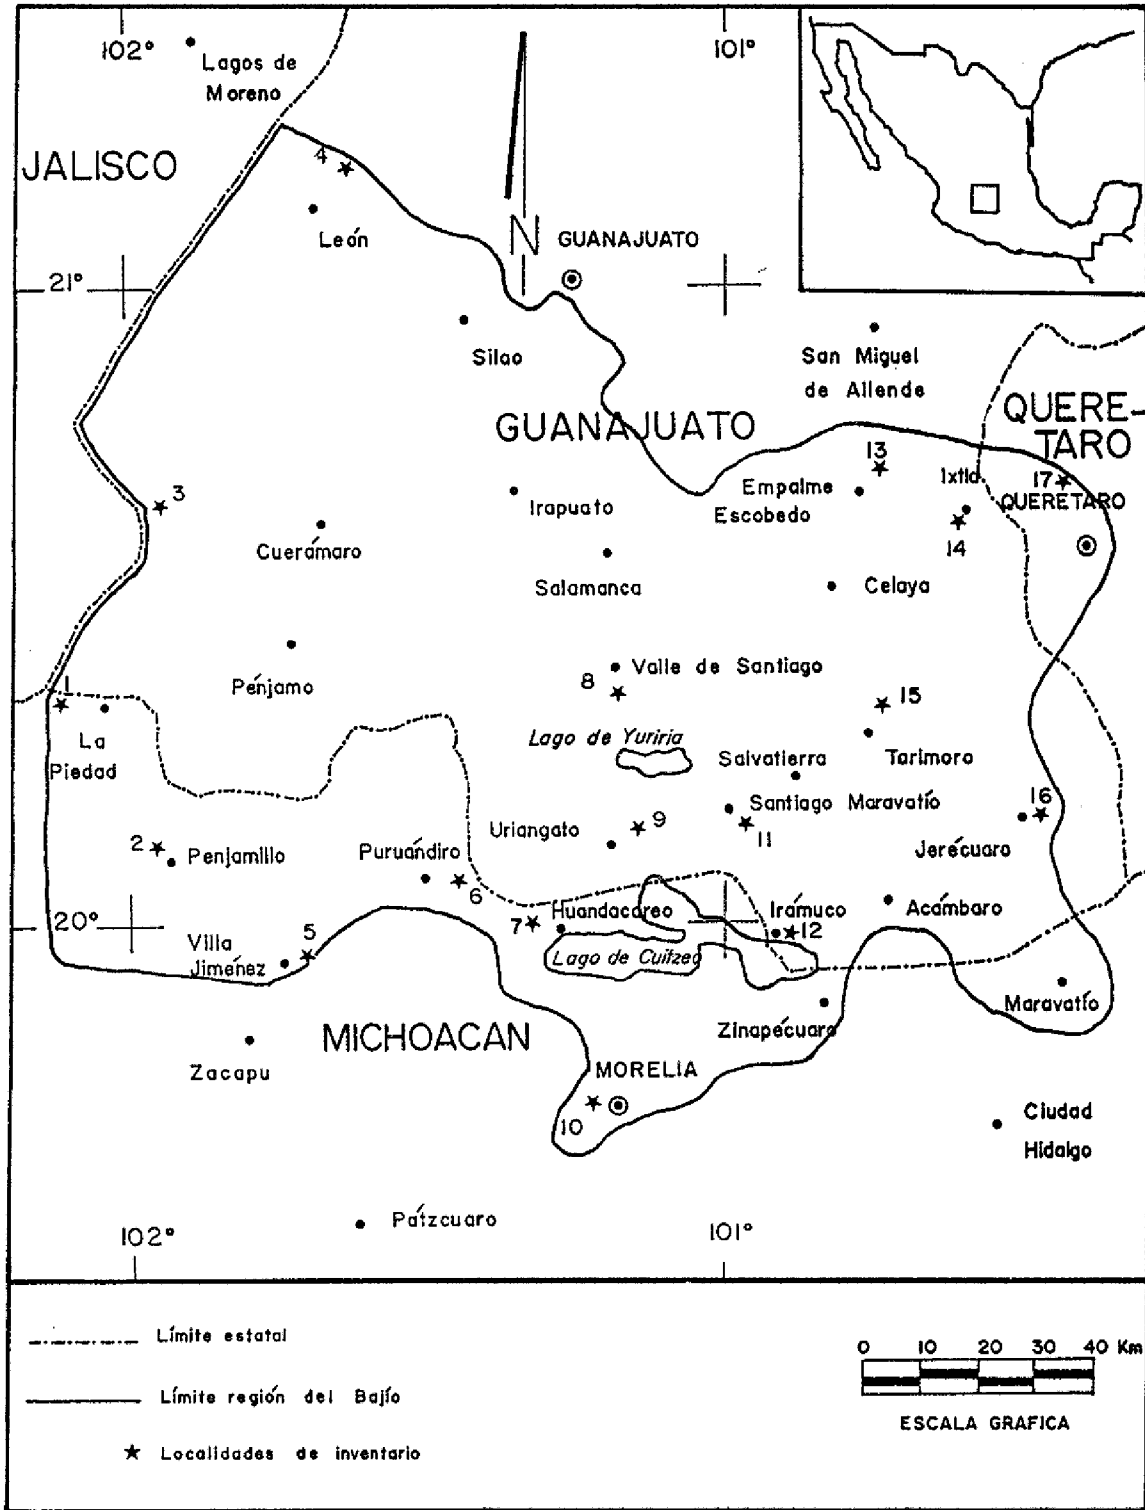 102°
101°
Lagos de
Moreno
JALISCO
4
León
N
GUANAJUATO
21°
Silao
San Miguel
de Allende
GUANAJUATO
QUERE-
TARO
3
13
Empalme
Escobedo
Ixtla
17
QUERETARO
Irapuato
14
Cuerámaro
Salamanca
Celaya
Pénjamo
8
Valle de Santiago
1
15
La
Piedad
Lago de Yuriria
Salvatierra
Tarimoro
2
Penjamillo
Uriangato
9
Santiago Maravatío
11
16
Jerécuaro
Puruándiro
6
20°
7
Huandacareo
Irámuco
12
Acámbaro
Villa
Jiménez
5
Lago de Cuitzeo
Maravatío
Zinapécuaro
MICHOACAN
Zacapu
MORELIA
10
Ciudad
Hidalgo
Pátzcuaro
102°
101°
Límite estatal
0 10 20 30 40 Km
Límite región del Bajío
ESCALA GRAFICA
Localidades de inventario